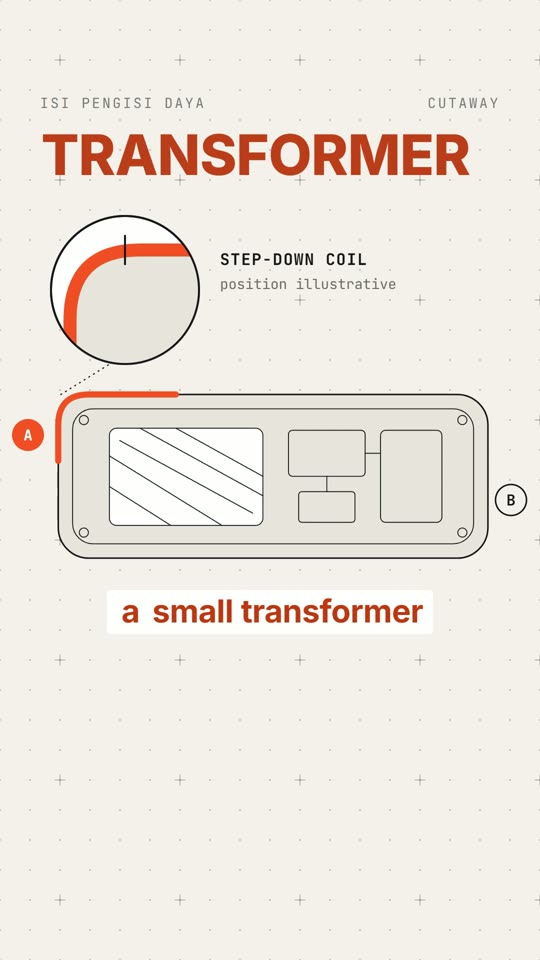 ISI PENGISI DAYA
CUTAWAY
TRANSFORMER
STEP-DOWN COIL
position illustrative
A
B
a small transformer